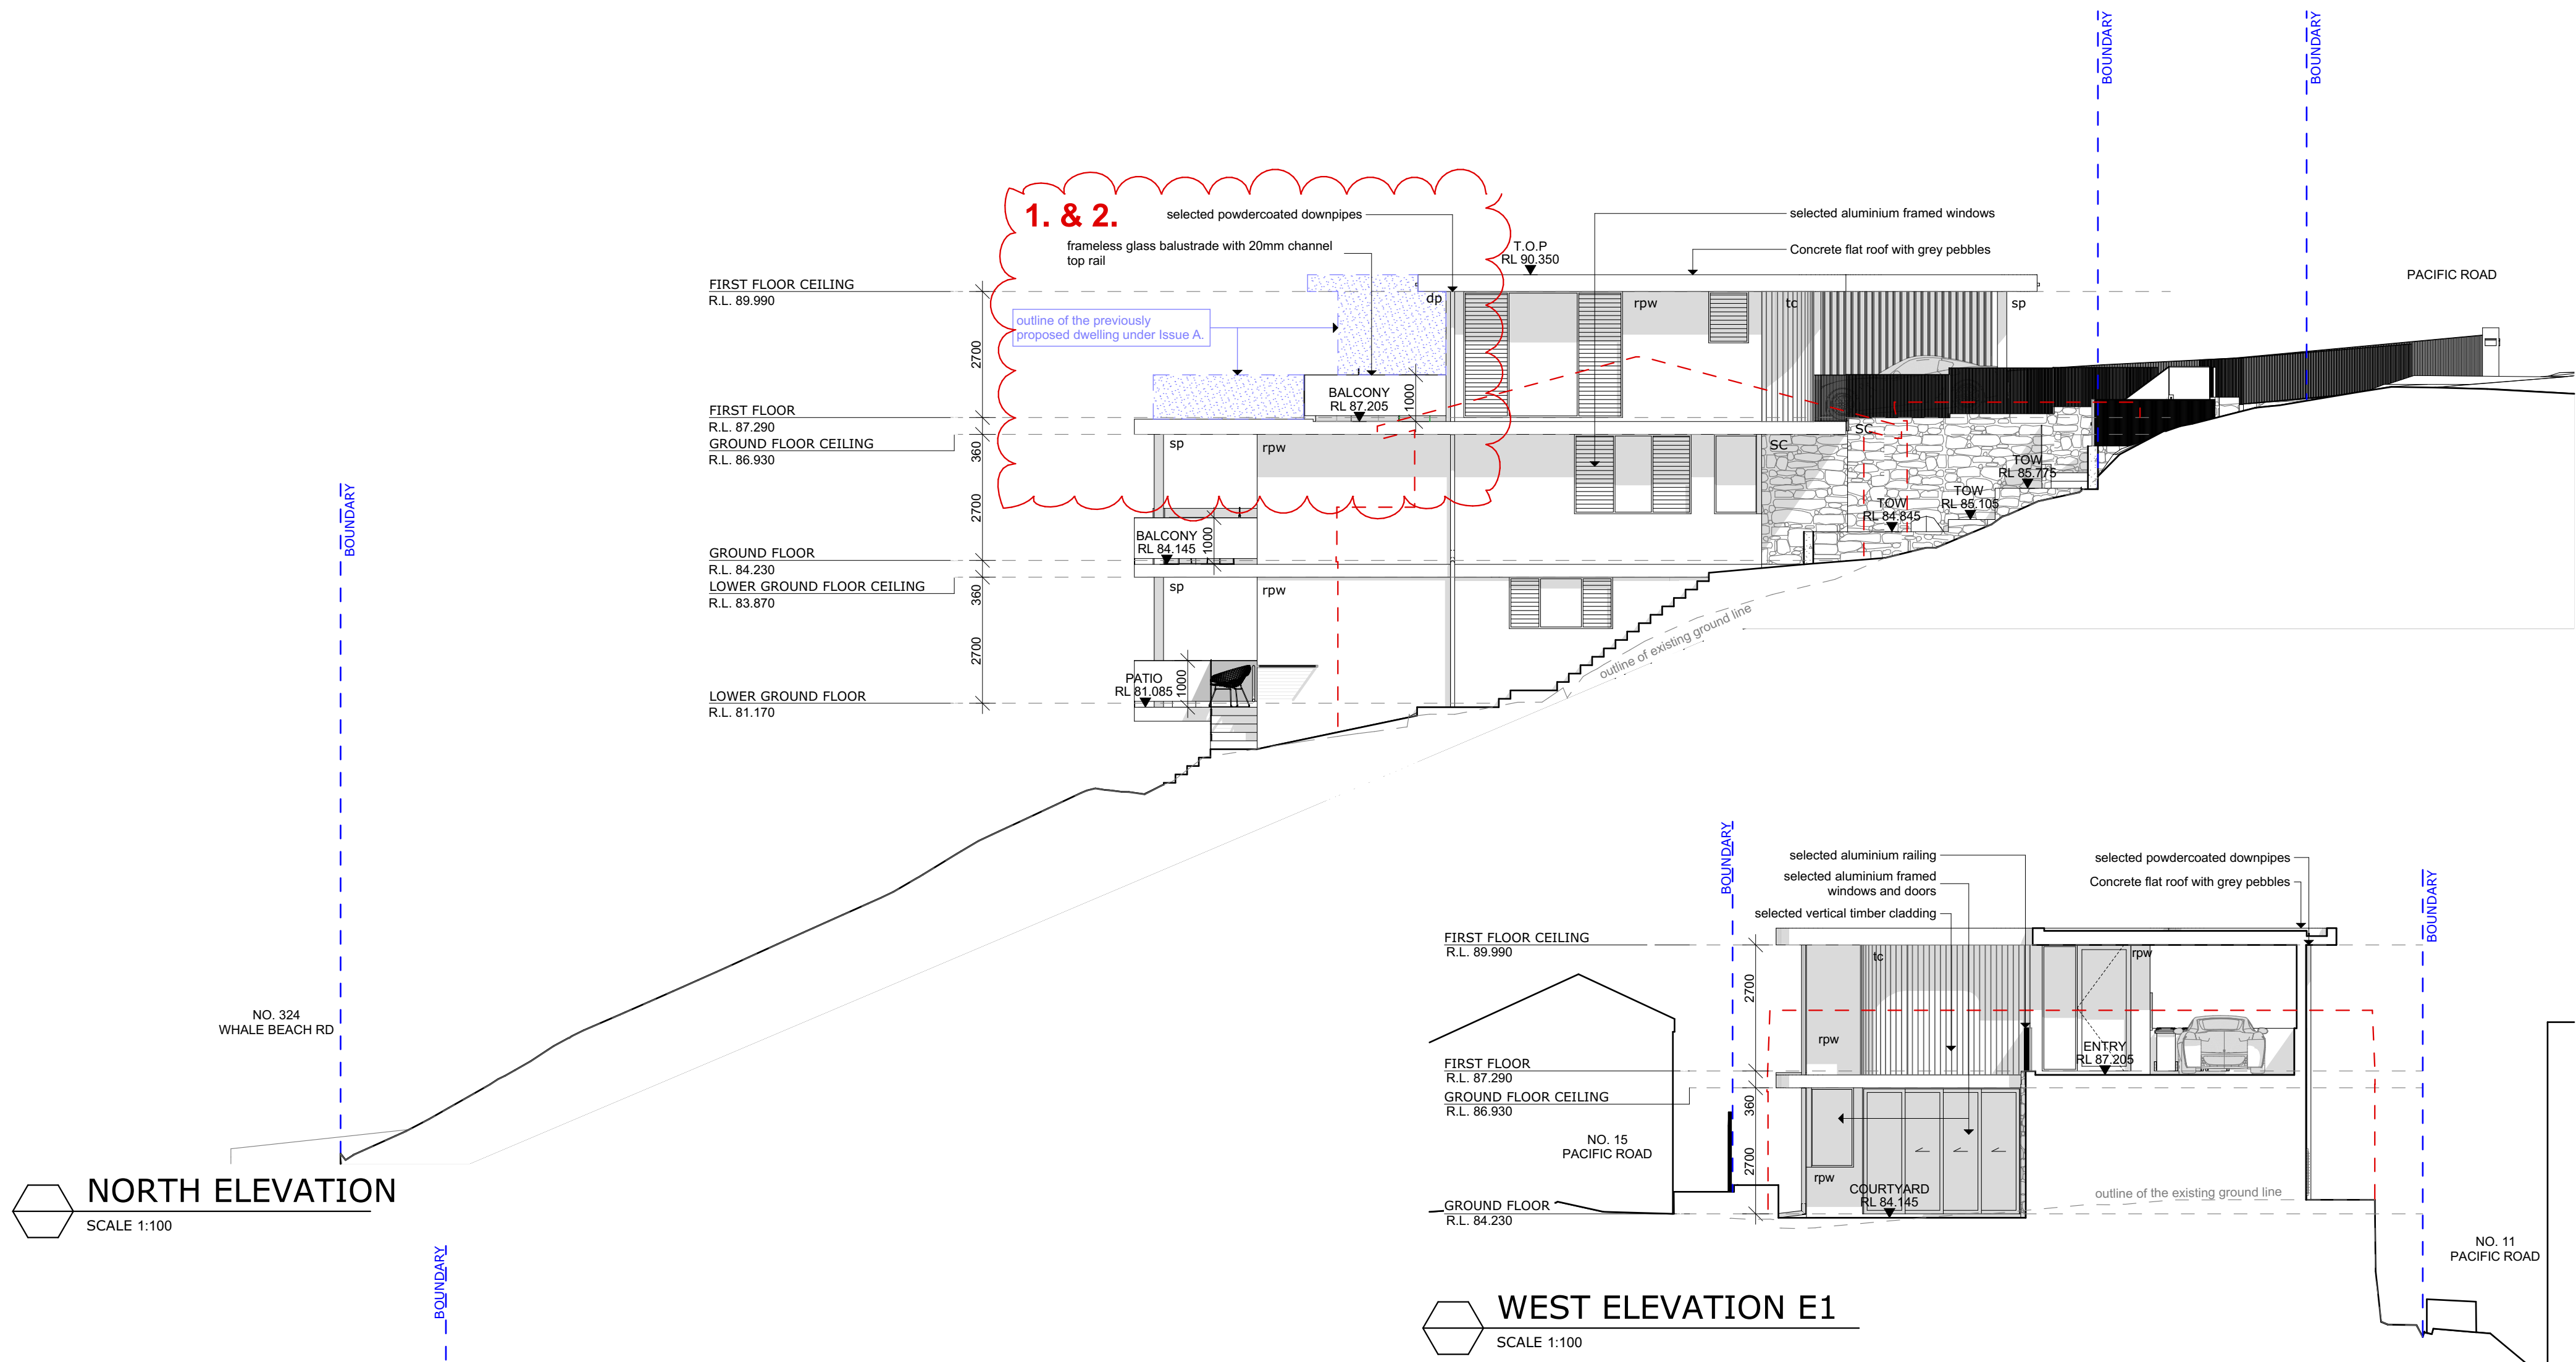 BOUNDARY
BOUNDARY
1. & 2.
selected powdercoated downpipes
frameless glass balustrade with 20mm channel
top rail
selected aluminium framed windows
T.O.P
RL 90.350
Concrete flat roof with grey pebbles
PACIFIC ROAD
FIRST FLOOR CEILING
R.L. 89.990
dp
rpw
tc
sp
outline of the previously
proposed dwelling under Issue A.
2700
BALCONY
RL 87.205
1000
FIRST FLOOR
R.L. 87.290
GROUND FLOOR CEILING
R.L. 86.930
360
sp
rpw
SC
SC
TOW
RL 85.775
TOW
RL 85.105
TOW
RL 84.845
2700
BOUNDARY
BALCONY
RL 84.145
1000
GROUND FLOOR
R.L. 84.230
LOWER GROUND FLOOR CEILING
R.L. 83.870
360
sp
rpw
outline of existing ground line
2700
PATIO
RL 81.085
1000
LOWER GROUND FLOOR
R.L. 81.170
NO. 324
WHALE BEACH RD
NORTH ELEVATION
SCALE 1:100
BOUNDARY
BOUNDARY
selected aluminium railing
selected aluminium framed
windows and doors
selected vertical timber cladding
selected powdercoated downpipes
Concrete flat roof with grey pebbles
BOUNDARY
FIRST FLOOR CEILING
R.L. 89.990
tc
rpw
2700
rpw
ENTRY
RL 87.205
FIRST FLOOR
R.L. 87.290
GROUND FLOOR CEILING
R.L. 86.930
360
NO. 15
PACIFIC ROAD
2700
rpw
COURTYARD
RL 84.145
outline of the existing ground line
GROUND FLOOR
R.L. 84.230
NO. 11
PACIFIC ROAD
WEST ELEVATION E1
SCALE 1:100